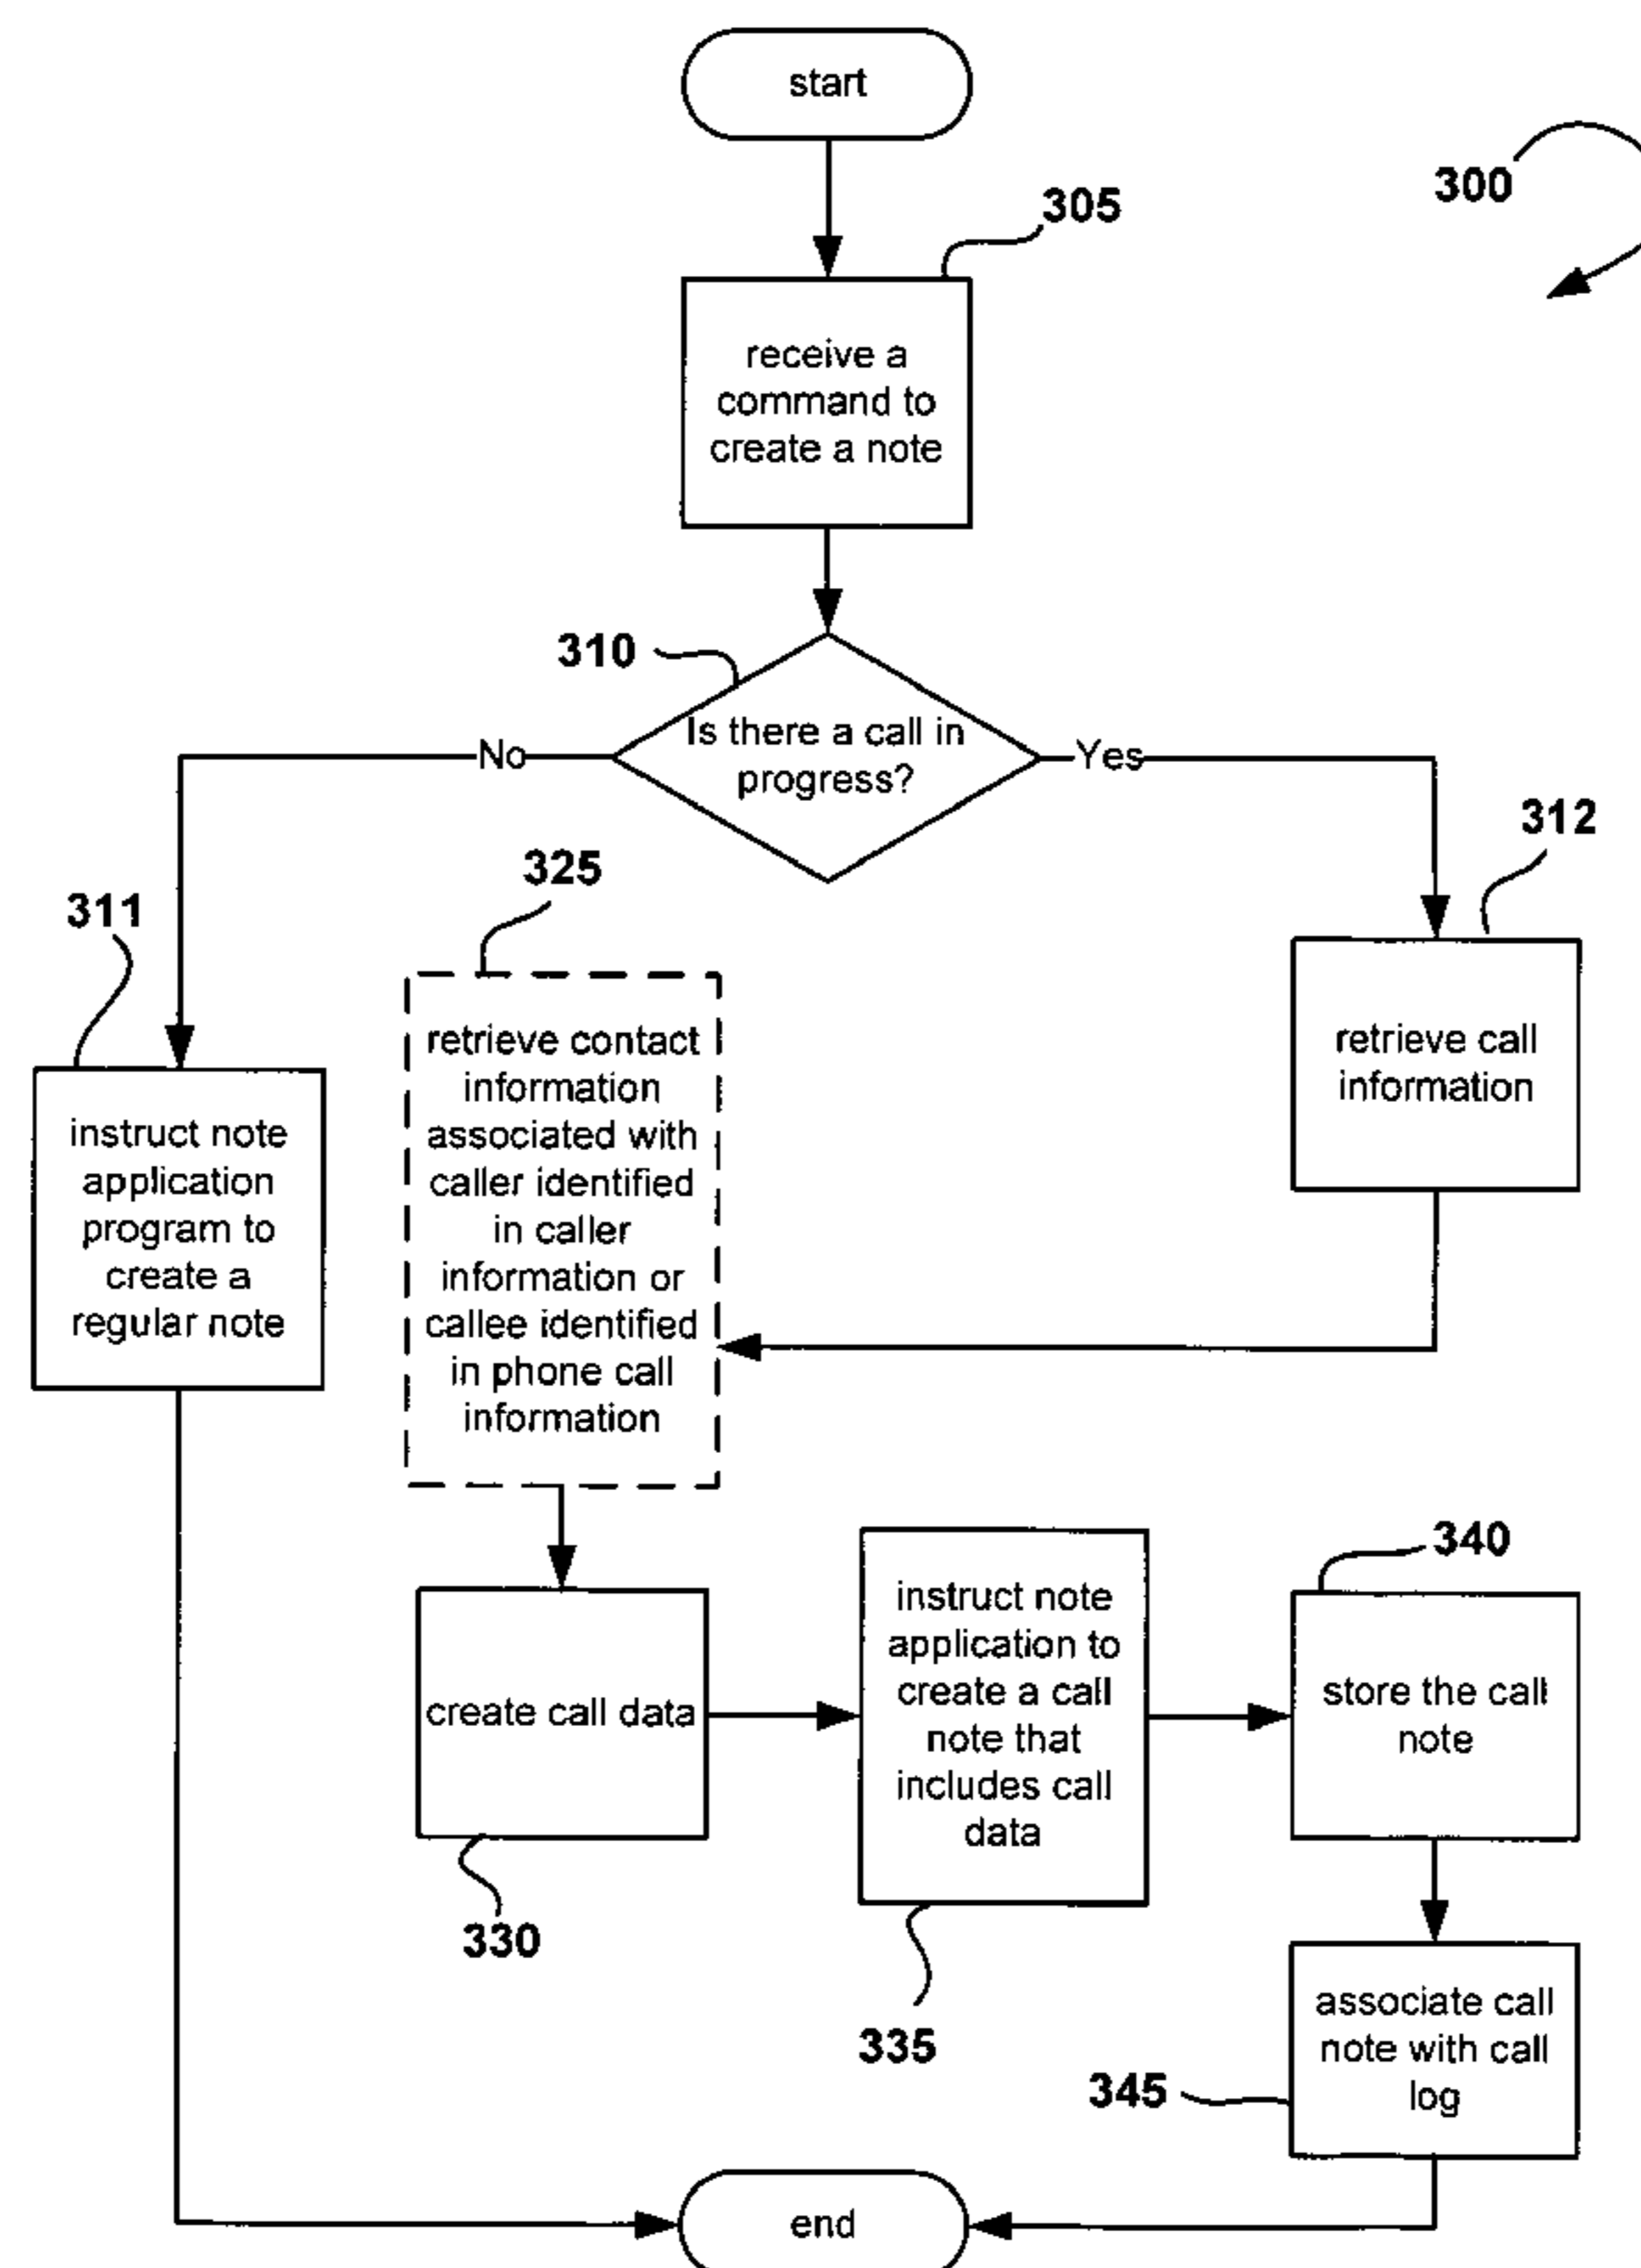 start
300
305
receive a
command to
create a note
310
Is there a call in
progress?
No
Yes
312
325
311
retrieve call
information
retrieve contact
information
associated with
caller identified
in caller
information or
callee identified
in phone call
information
instruct note
application
program to
create a
regular note
340
create call data
330
instruct note
application to
create a call
note that
includes call
data
335
store the call
note
associate call
note with call
log
345
end